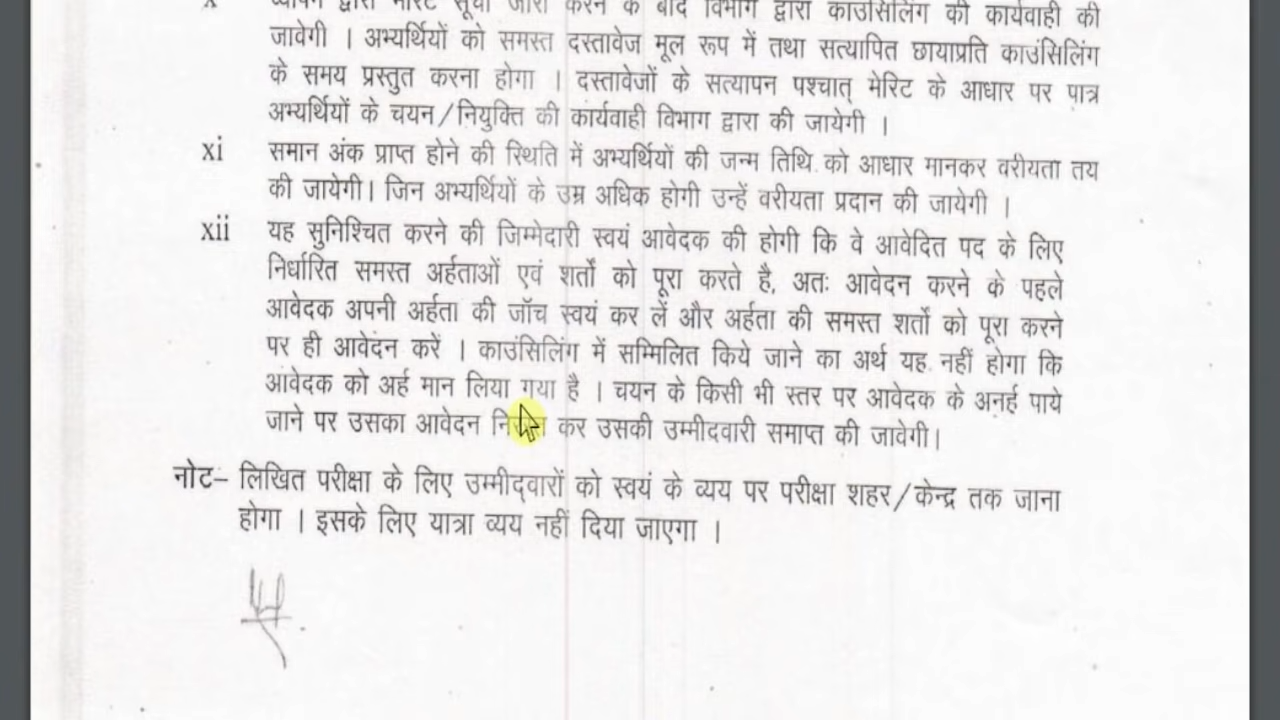 x व्यापम द्वारा मेरिट सूची जारी करने के बाद विभाग द्वारा काउंसिलिंग की कार्यवाही की
जावेगी । अभ्यर्थियों को समस्त दस्तावेज मूल रूप में तथा सत्यापित छायाप्रति काउंसिलिंग
के समय प्रस्तुत करना होगा । दस्तावेजों के सत्यापन पश्चात् मेरिट के आधार पर पात्र
अभ्यर्थियों के चयन/नियुक्ति की कार्यवाही विभाग द्वारा की जायेगी ।
xi समान अंक प्राप्त होने की स्थिति में अभ्यर्थियों की जन्म तिथि को आधार मानकर वरीयता तय
की जायेगी। जिन अभ्यर्थियों के उम्र अधिक होगी उन्हें वरीयता प्रदान की जायेगी ।
xii यह सुनिश्चित करने की जिम्मेदारी स्वयं आवेदक की होगी कि वे आवेदित पद के लिए
निर्धारित समस्त अर्हताओं एवं शर्तों को पूरा करते है, अतः आवेदन करने के पहले
आवेदक अपनी अर्हता की जॉच स्वयं कर लें और अर्हता की समस्त शर्तों को पूरा करने
पर ही आवेदन करें । काउंसिलिंग में सम्मिलित किये जाने का अर्थ यह नहीं होगा कि
आवेदक को अर्ह मान लिया गया है । चयन के किसी भी स्तर पर आवेदक के अनर्ह पाये
जाने पर उसका आवेदन कर उसकी उम्मीदवारी समाप्त की जावेगी।
नोट– लिखित परीक्षा के लिए उम्मीद्वारों को स्वयं के व्यय पर परीक्षा शहर/केन्द्र तक जाना
होगा । इसके लिए यात्रा व्यय नहीं दिया जाएगा ।